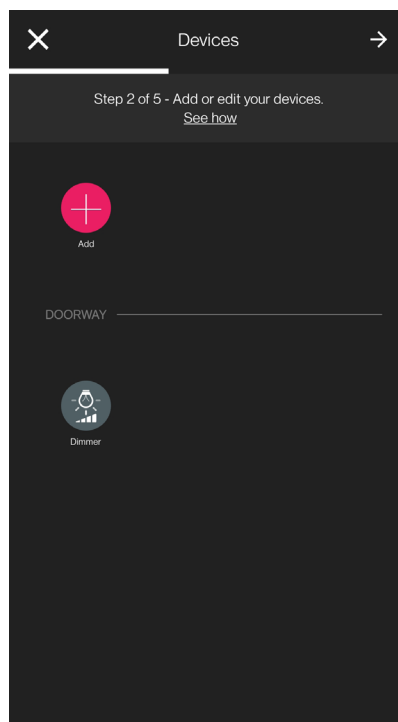 Devices
Step 2 of 5 - Add or edit your devices.
See how
Add
DOORWAY
Dimmer